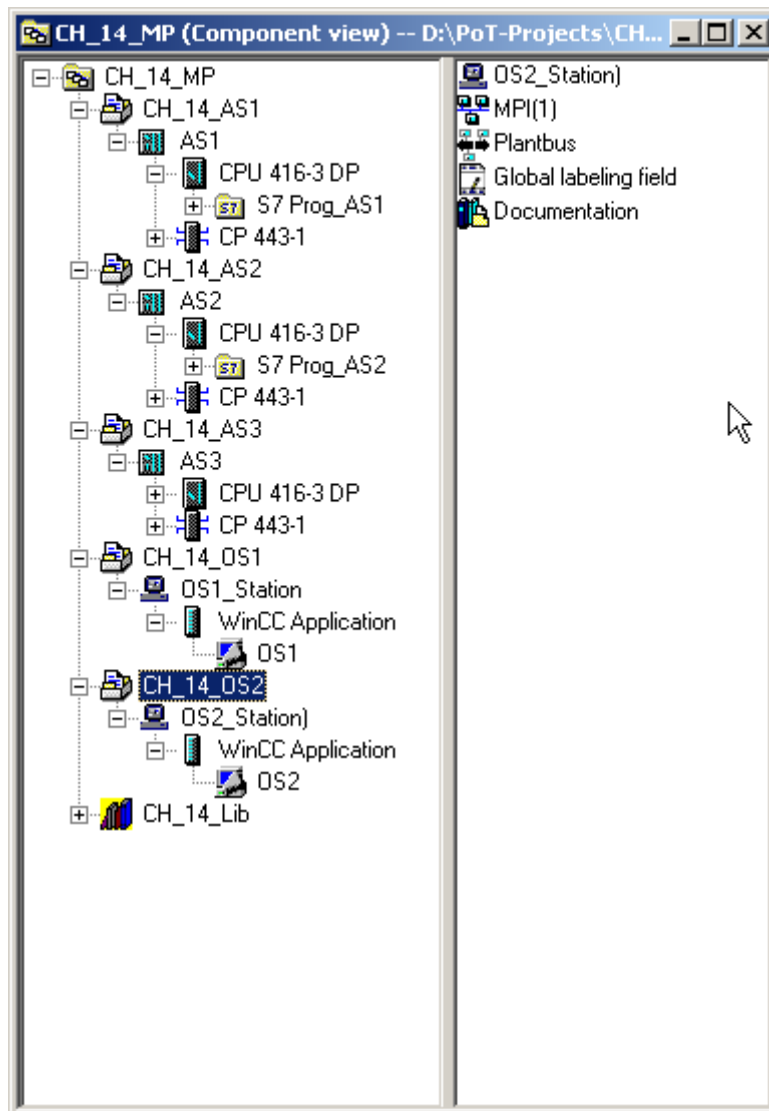 CH_14_MP (Component view) -- D:\PoT-Projects\CH...
CH_14_MP
CH_14_AS1
AS1
CPU 416-3 DP
S7 Prog_AS1
CP 443-1
CH_14_AS2
AS2
CPU 416-3 DP
S7 Prog_AS2
CP 443-1
CH_14_AS3
AS3
CPU 416-3 DP
CP 443-1
CH_14_OS1
OS1_Station
WinCC Application
OS1
CH_14_OS2
OS2_Station)
WinCC Application
OS2
CH_14_Lib
OS2_Station)
MPI(1)
Plantbus
Global labeling field
Documentation